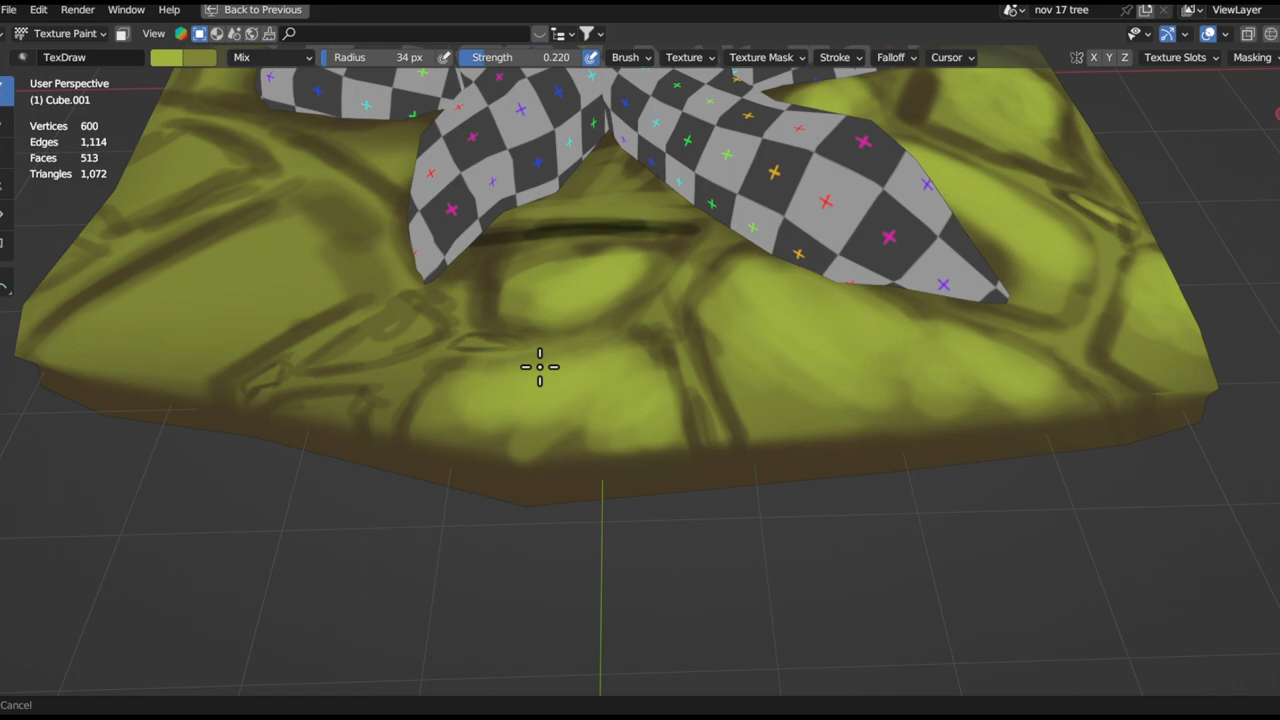 File Edit Render Window Help Back to Previous nov 17 tree ViewLayer
Texture Paint View
TexDraw Mix Radius 34 px Strength 0.220 Brush Texture Texture Mask Stroke Falloff Cursor X Y Z Texture Slots Masking
User Perspective
(1) Cube.001
Vertices 600
Edges 1,114
Faces 513
Triangles 1,072
Cancel